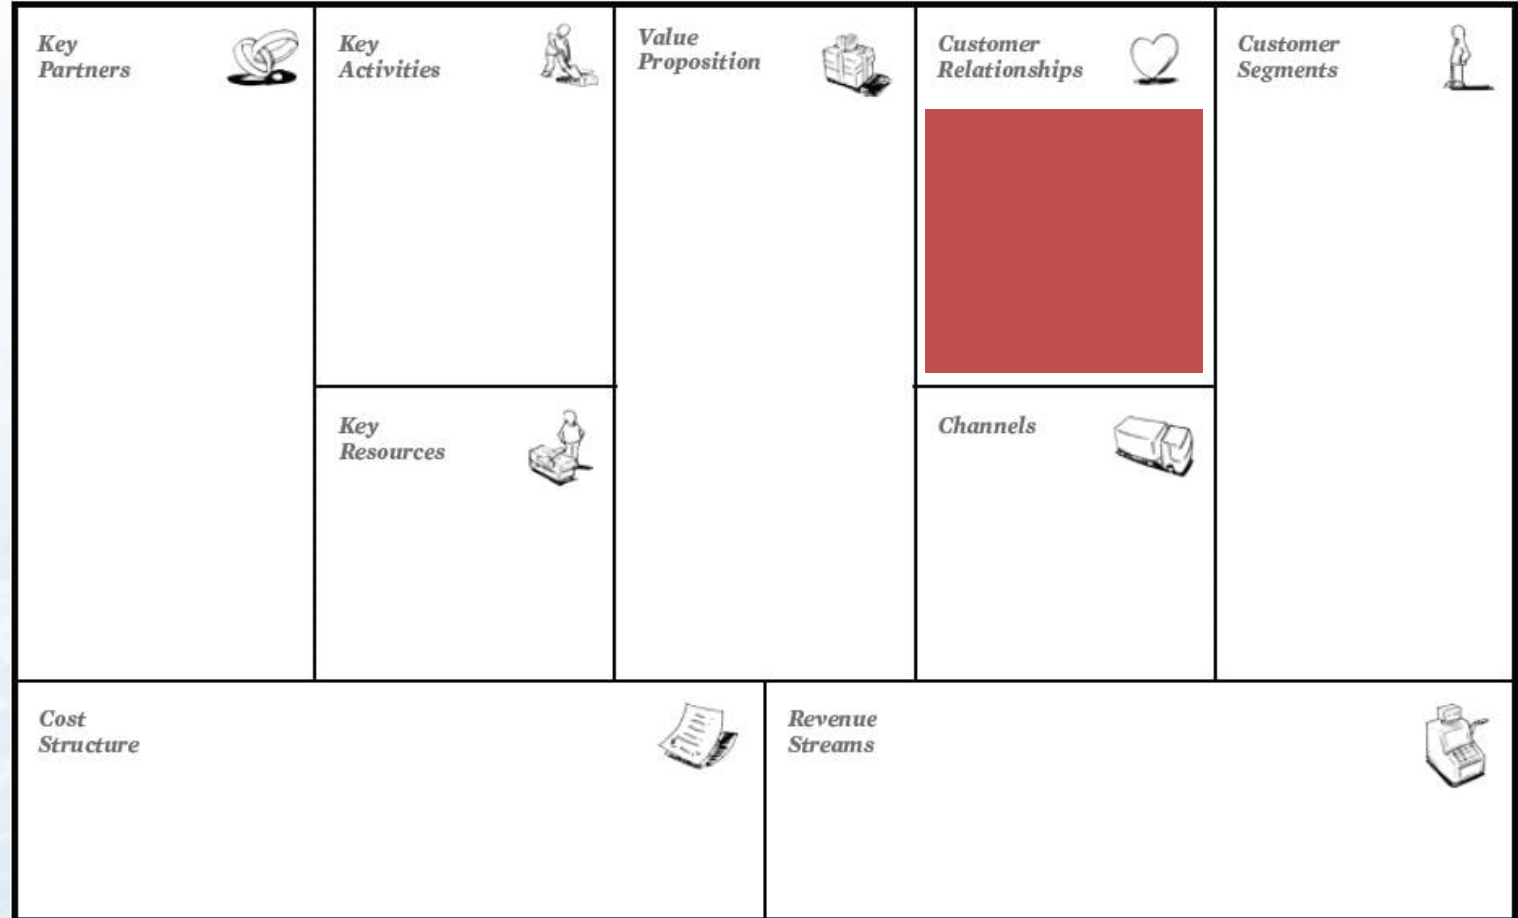 Key
Partners
Key
Activities
Value
Proposition
Customer
Relationships
Customer
Segments
Key
Resources
Channels
Cost
Structure
Revenue
Streams